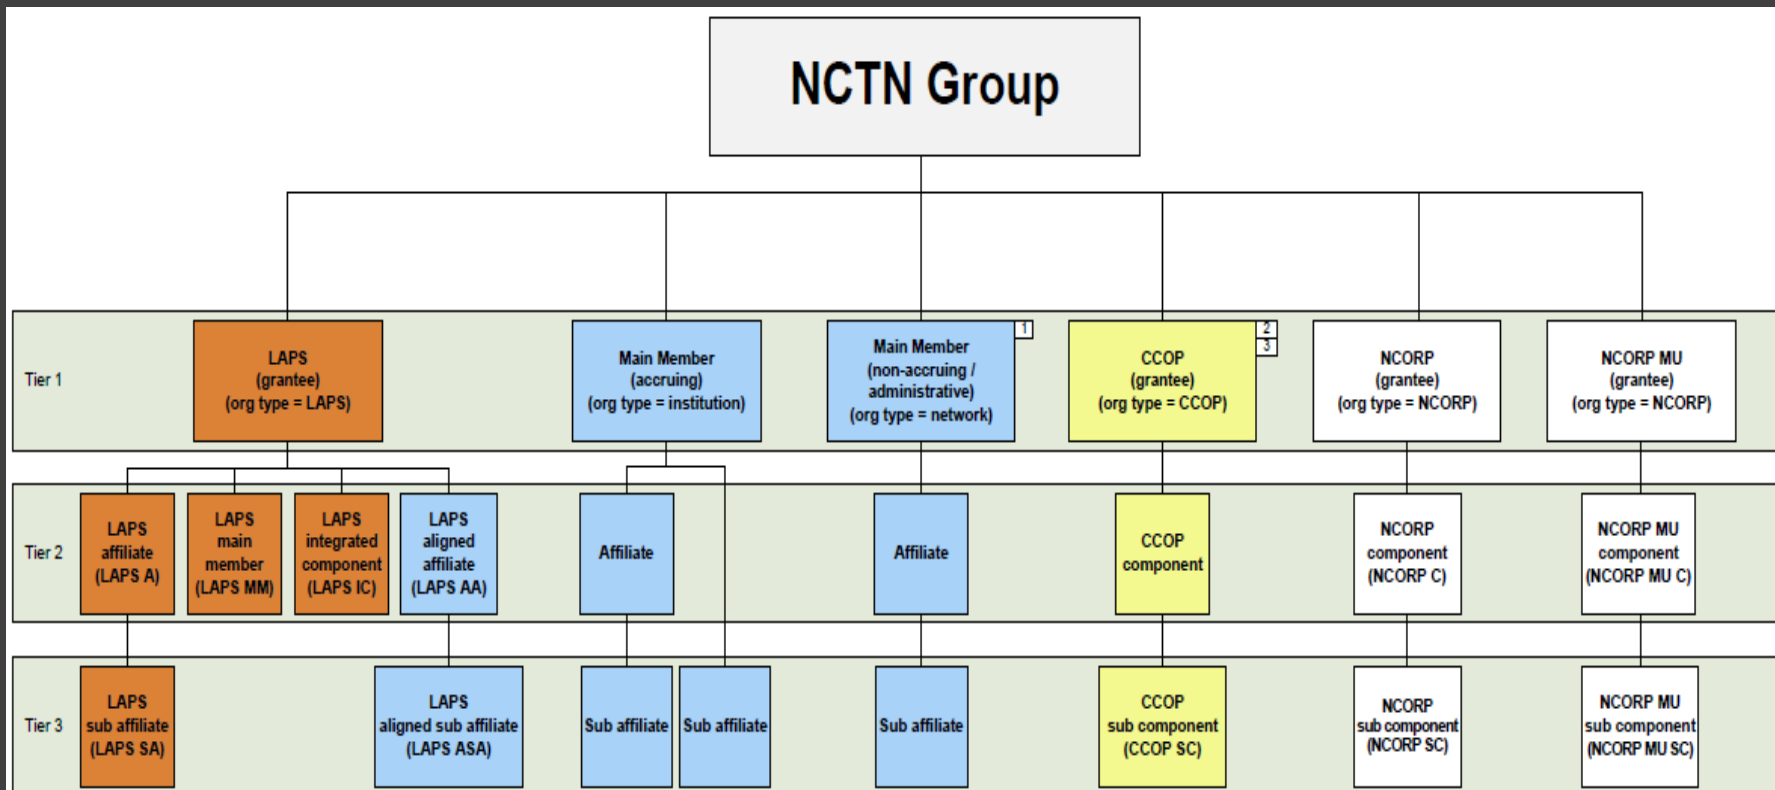 NCTN Group
Tier 1
LAPS
(grantee)
(org type = LAPS)
Main Member
(accruing)
(org type = institution)
1
Main Member
(non-accruing /
administrative)
(org type = network)
2
3
CCOP
(grantee)
(org type = CCOP)
NCORP
(grantee)
(org type = NCORP)
NCORP MU
(grantee)
(org type = NCORP)
Tier 2
LAPS
affiliate
(LAPS A)
LAPS
main
member
(LAPS MM)
LAPS
integrated
component
(LAPS IC)
LAPS
aligned
affiliate
(LAPS AA)
Affiliate
Affiliate
CCOP
component
NCORP
component
(NCORP C)
NCORP MU
component
(NCORP MU C)
Tier 3
LAPS
sub affiliate
(LAPS SA)
LAPS
aligned sub affiliate
(LAPS ASA)
Sub affiliate
Sub affiliate
Sub affiliate
CCOP
sub component
(CCOP SC)
NCORP
sub component
(NCORP SC)
NCORP MU
sub component
(NCORP MU SC)